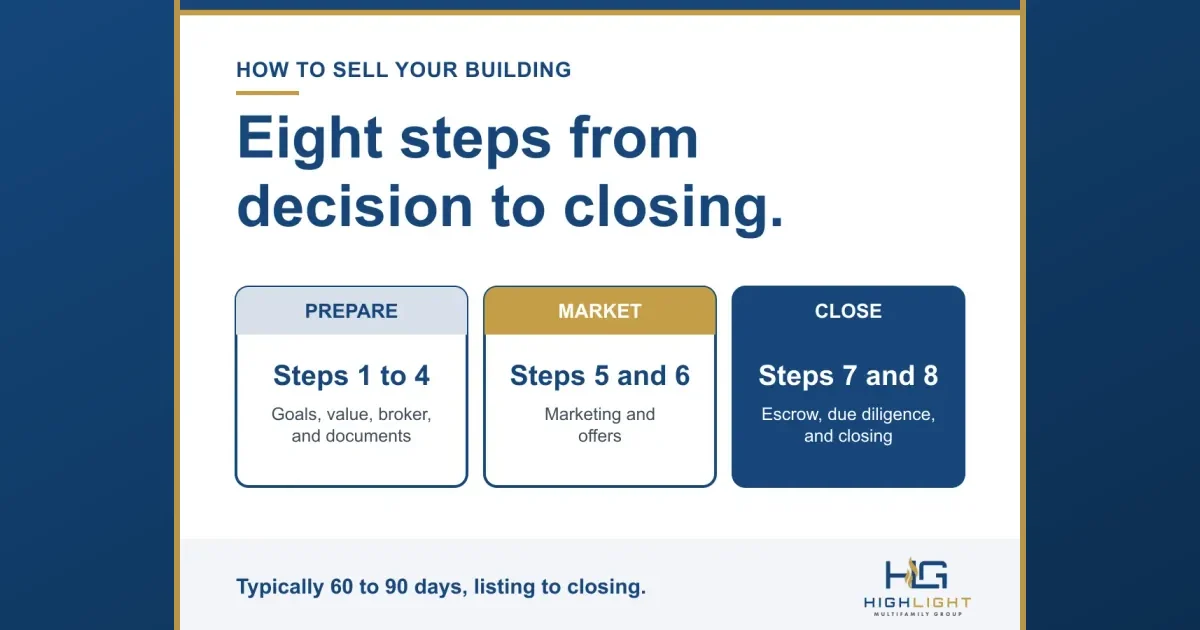 HOW TO SELL YOUR BUILDING
Eight steps from
decision to closing.
PREPARE
Steps 1 to 4
Goals, value, broker,
and documents
MARKET
Steps 5 and 6
Marketing and
offers
CLOSE
Steps 7 and 8
Escrow, due diligence,
and closing
Typically 60 to 90 days, listing to closing.
HLG
HIGHLIGHT
MULTIFAMILY GROUP